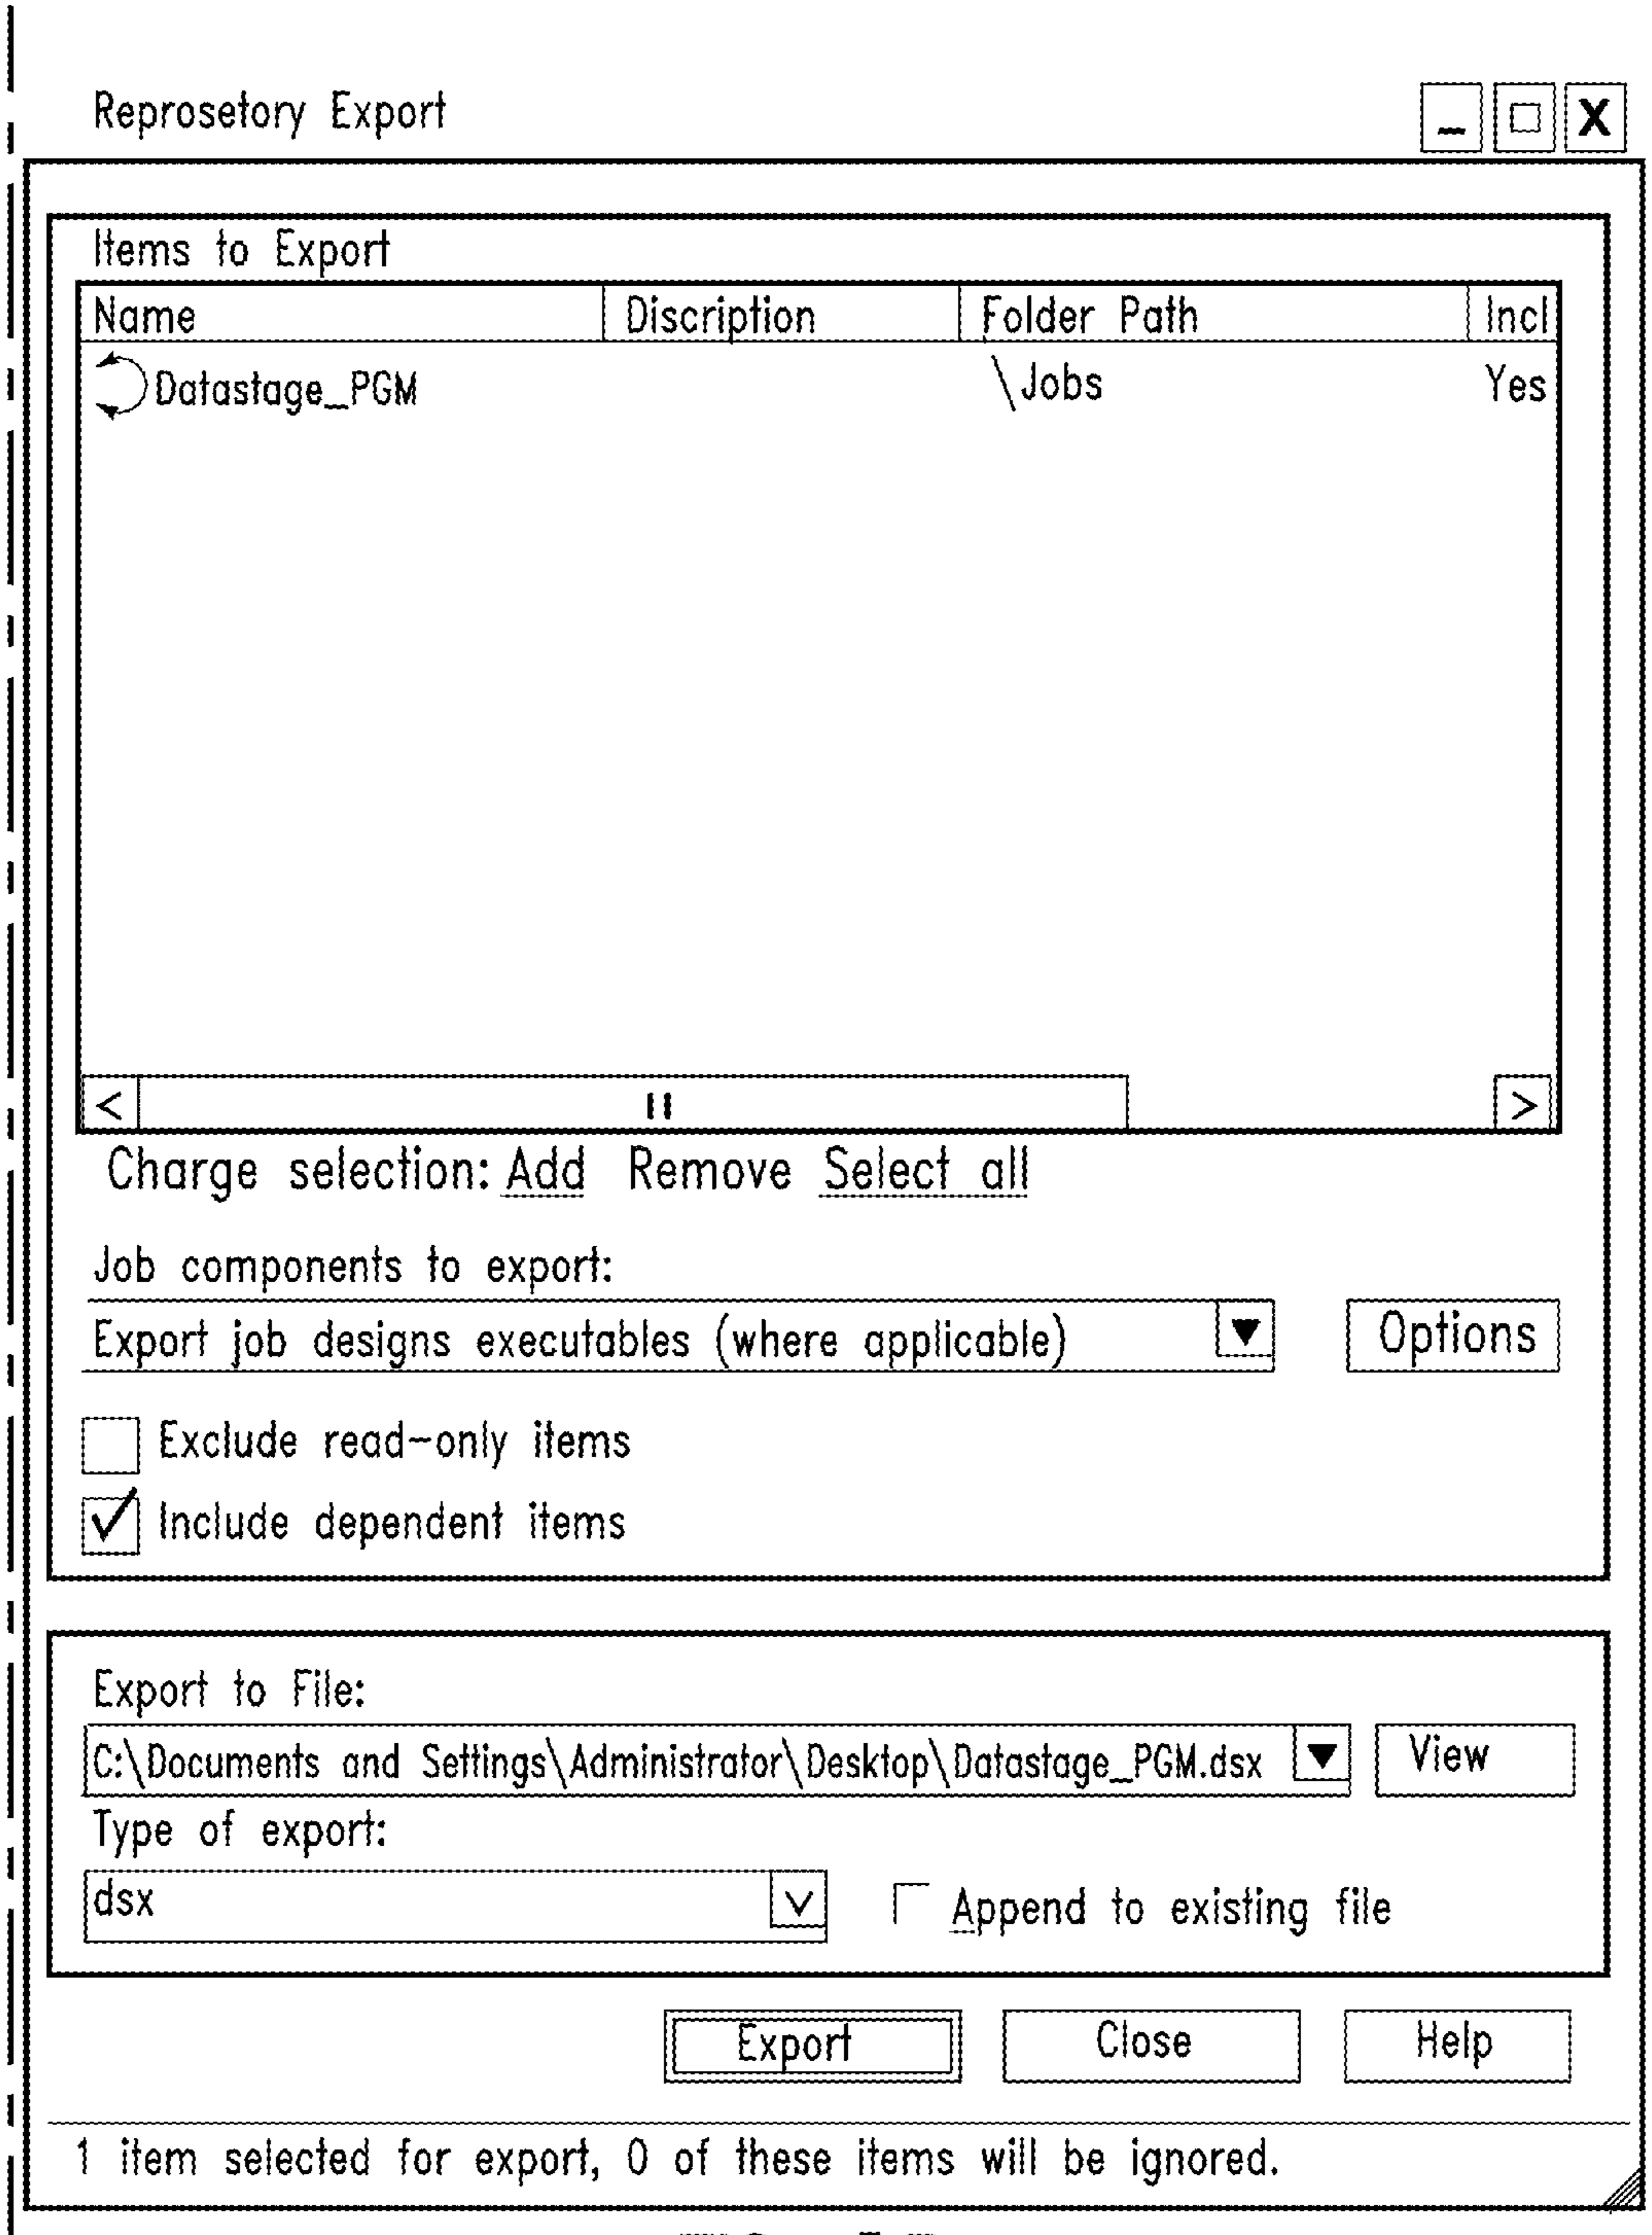 Reprosetory Export
Items to Export
Name Discription Folder Path Incl
Datastage_PGM \Jobs Yes
Charge selection: Add Remove Select all
Job components to export:
Export job designs executables (where applicable) Options
Exclude read-only items
Include dependent items
Export to File:
C:\Documents and Settings\Administrator\Desktop\Datastage_PGM.dsx View
Type of export:
dsx Append to existing file
Export Close Help
1 item selected for export, 0 of these items will be ignored.